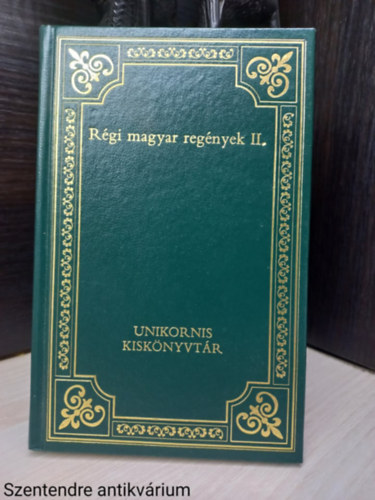 Régi magyar regények II.
UNIKORNIS
KISKÖNYVTÁR
Szentendre antikvárium